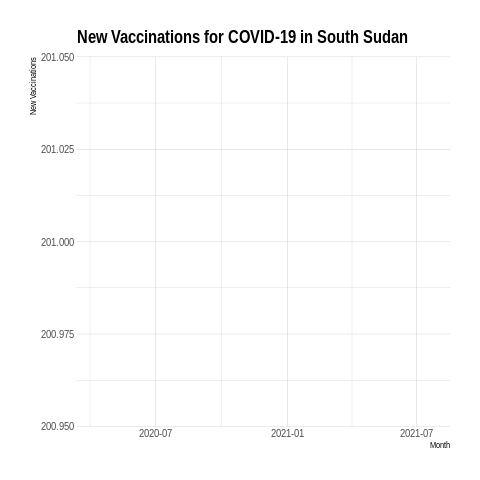 New Vaccinations for COVID-19 in South Sudan
New Vaccinations
201.050
201.025
201.000
200.975
200.950
2020-07 2021-01 2021-07
Month